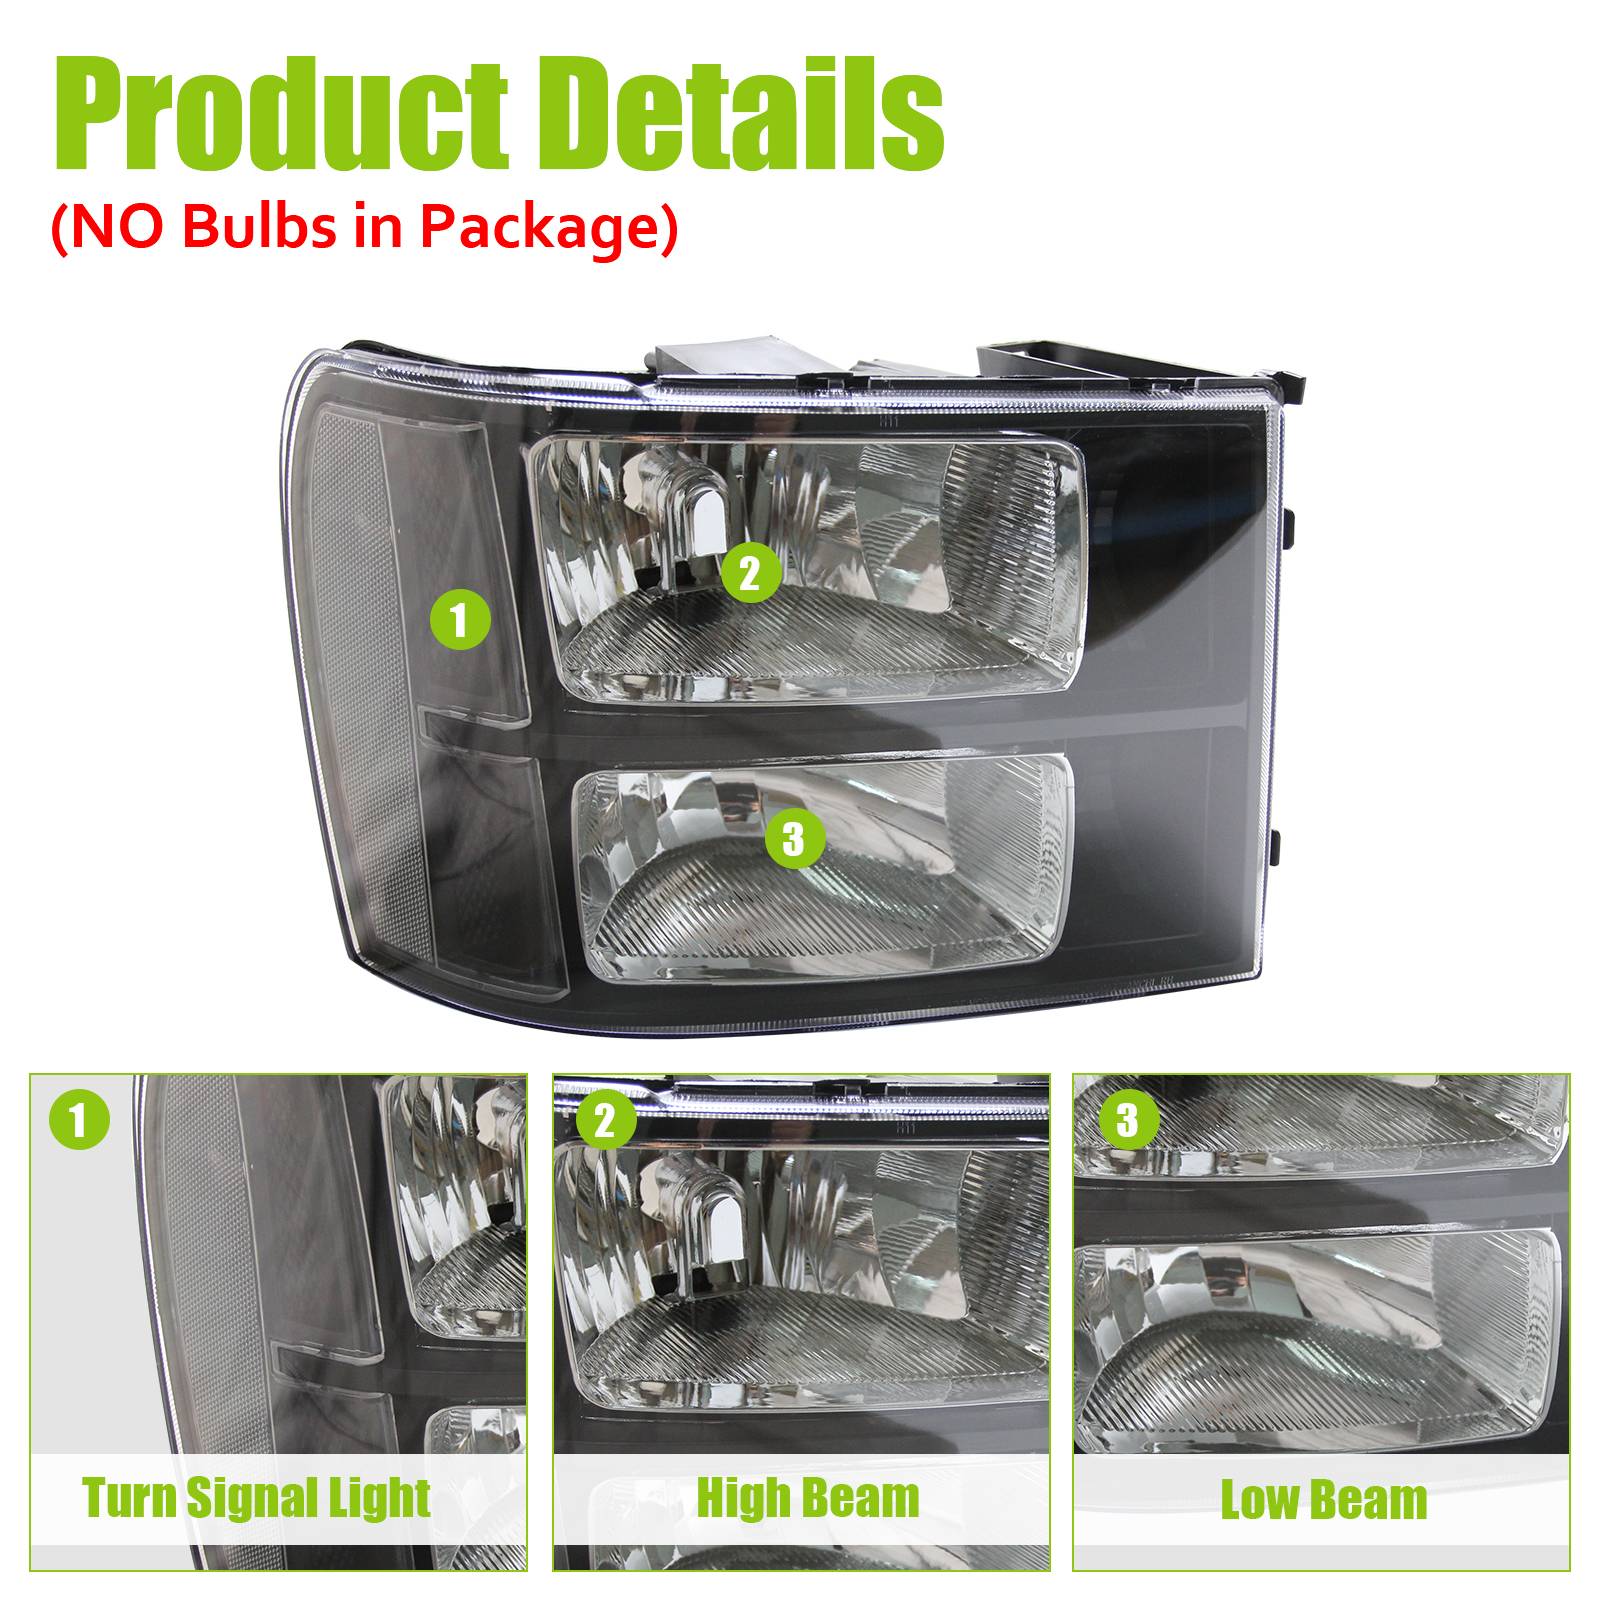 Product Details
(NO Bulbs in Package)
1
2
3
RH
1
2
3
Turn Signal Light
High Beam
Low Beam